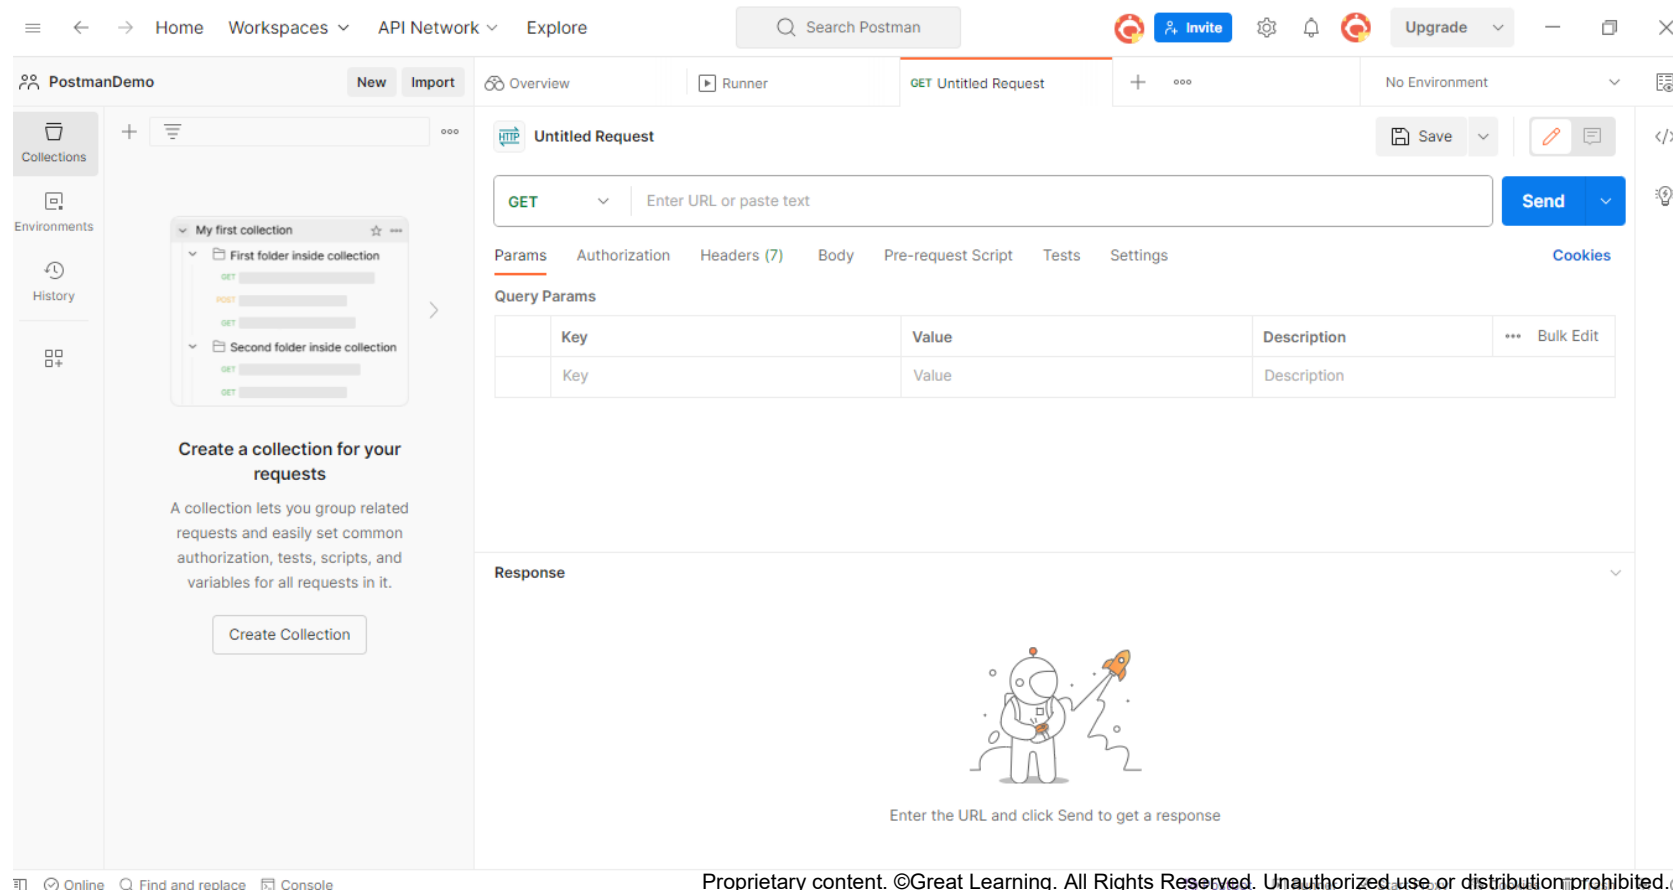 Home Workspaces API Network Explore Search Postman Invite Upgrade
PostmanDemo New Import Overview Runner GET Untitled Request No Environment
Collections
Environments
History
My first collection
First folder inside collection
GET
POST
GET
Second folder inside collection
GET
GET
Create a collection for your
requests
A collection lets you group related
requests and easily set common
authorization, tests, scripts, and
variables for all requests in it.
Create Collection
HTTP Untitled Request Save
GET Enter URL or paste text Send
Params Authorization Headers (7) Body Pre-request Script Tests Settings Cookies
Query Params
Key Value Description Bulk Edit
Key Value Description
Response
Enter the URL and click Send to get a response
Online Find and replace Console
Proprietary content. ©Great Learning. All Rights Reserved. Unauthorized use or distribution prohibited.